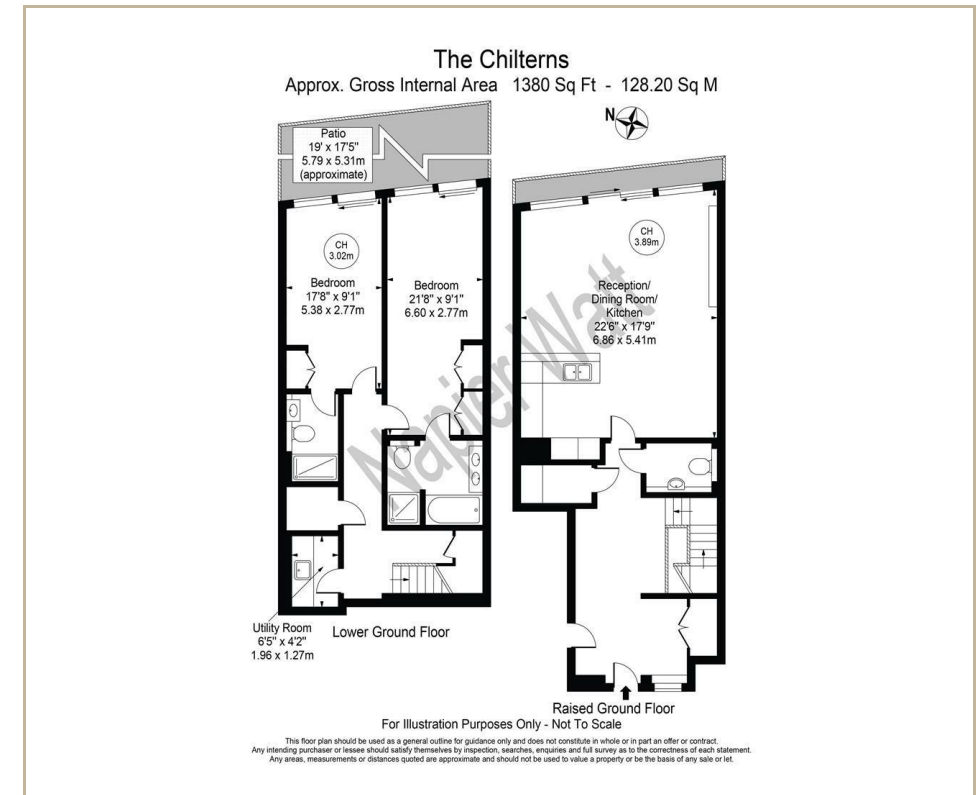 The Chilterns
Approx. Gross Internal Area 1380 Sq Ft - 128.20 Sq M
N
Patio
19' x 17'5"
5.79 x 5.31m
(approximate)
CH
3.02m
Bedroom
17'8" x 9'1"
5.38 x 2.77m
Bedroom
21'8" x 9'1"
6.60 x 2.77m
CH
3.89m
Reception/
Dining Room/
Kitchen
22'6" x 17'9"
6.86 x 5.41m
Napier Watt
Utility Room
6'5" x 4'2"
1.96 x 1.27m
Lower Ground Floor
Raised Ground Floor
For Illustration Purposes Only - Not To Scale
This floor plan should be used as a general outline for guidance only and does not constitute in whole or in part an offer or contract.
Any intending purchaser or lessee should satisfy themselves by inspection, searches, enquiries and full survey as to the correctness of each statement.
Any areas, measurements or distances quoted are approximate and should not be used to value a property or be the basis of any sale or let.